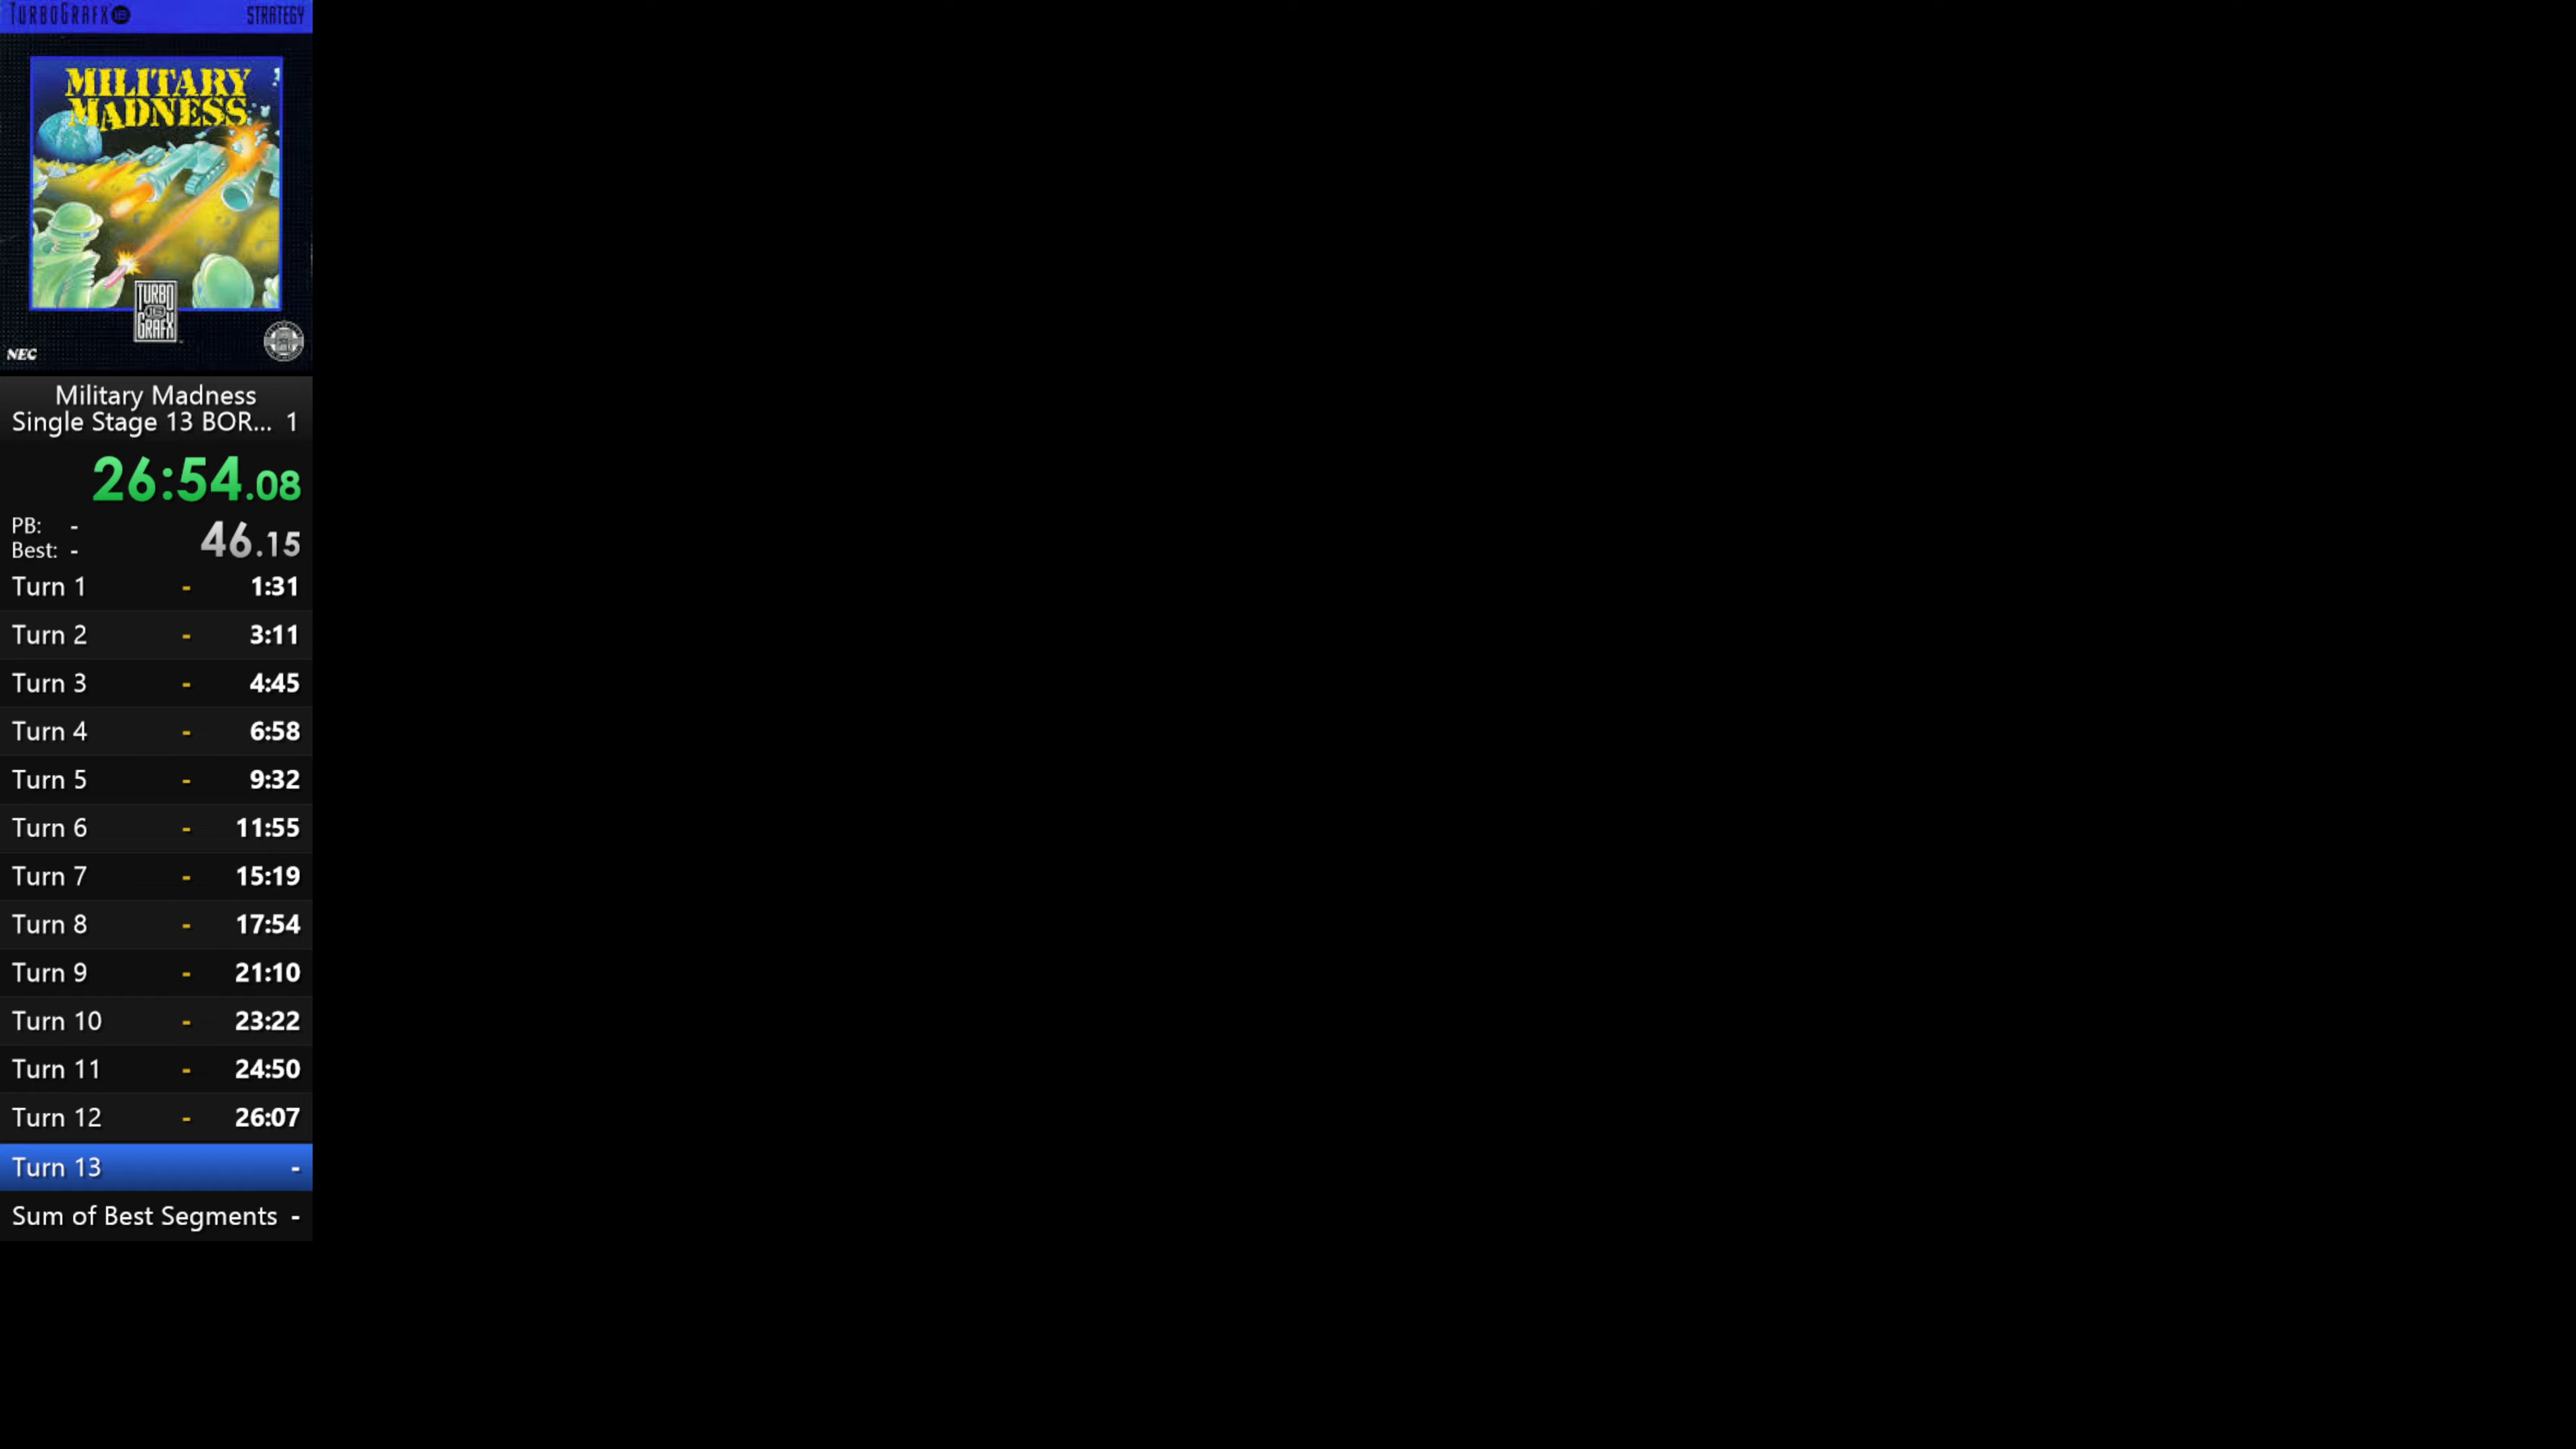 TURBOGRAFX 16 STRATEGY
MILITARY
MADNESS
TURBO
16
GRAFX
NEC
Military Madness
Single Stage 13 BOR... 1
26:54.08
PB: -
Best: - 46.15
Turn 1 - 1:31
Turn 2 - 3:11
Turn 3 - 4:45
Turn 4 - 6:58
Turn 5 - 9:32
Turn 6 - 11:55
Turn 7 - 15:19
Turn 8 - 17:54
Turn 9 - 21:10
Turn 10 - 23:22
Turn 11 - 24:50
Turn 12 - 26:07
Turn 13 -
Sum of Best Segments -